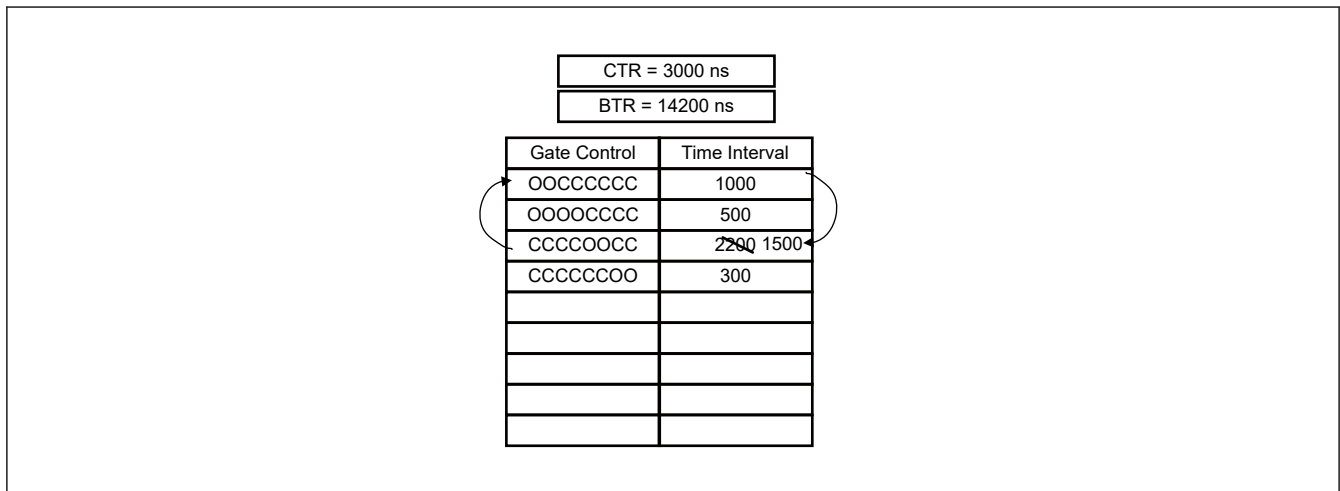 CTR = 3000 ns
BTR = 14200 ns
Gate Control Time Interval
OOCCCCCC 1000
OOOOCCCC 500
CCCCOOCC 2200 1500
CCCCCCOO 300